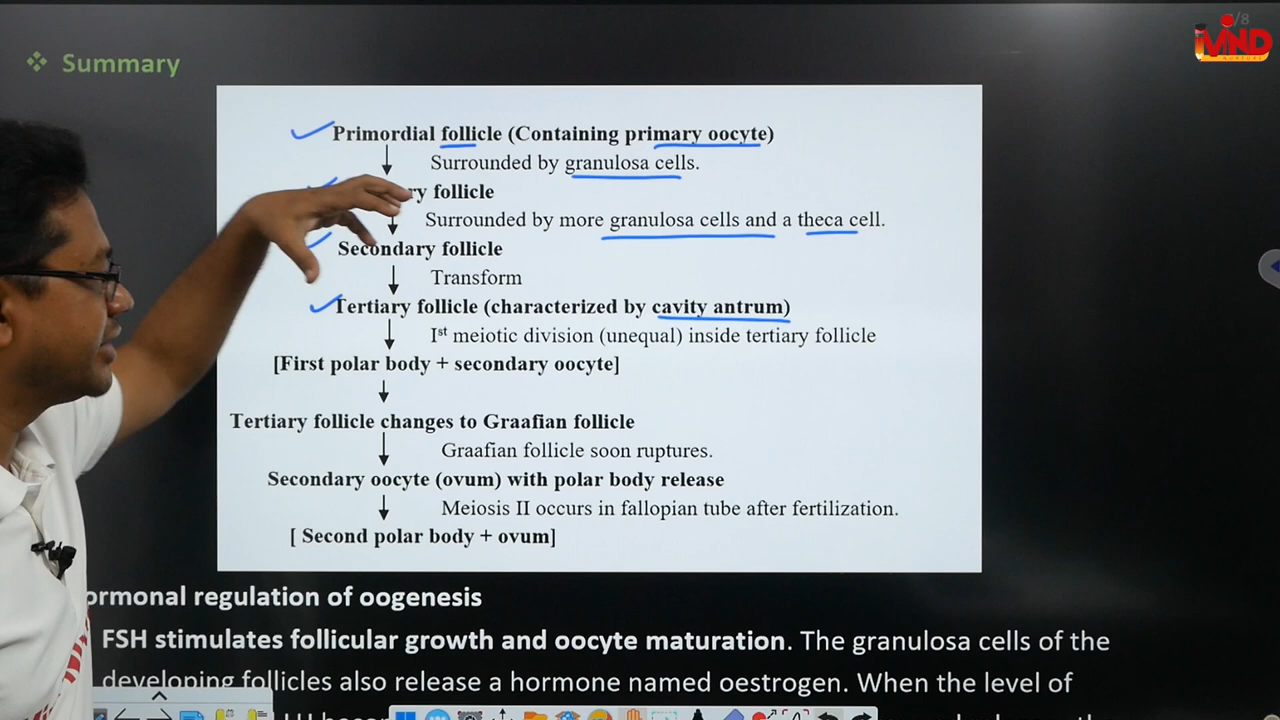 /8
MND
NURTURE
❖ Summary
Primordial follicle (Containing primary oocyte)
Surrounded by granulosa cells.
ry follicle
Surrounded by more granulosa cells and a theca cell.
Secondary follicle
Transform
Tertiary follicle (characterized by cavity antrum)
Ist meiotic division (unequal) inside tertiary follicle
[First polar body + secondary oocyte]
Tertiary follicle changes to Graafian follicle
Graafian follicle soon ruptures.
Secondary oocyte (ovum) with polar body release
Meiosis II occurs in fallopian tube after fertilization.
[ Second polar body + ovum]
ormonal regulation of oogenesis
FSH stimulates follicular growth and oocyte maturation. The granulosa cells of the
developing follicles also release a hormone named oestrogen. When the level of